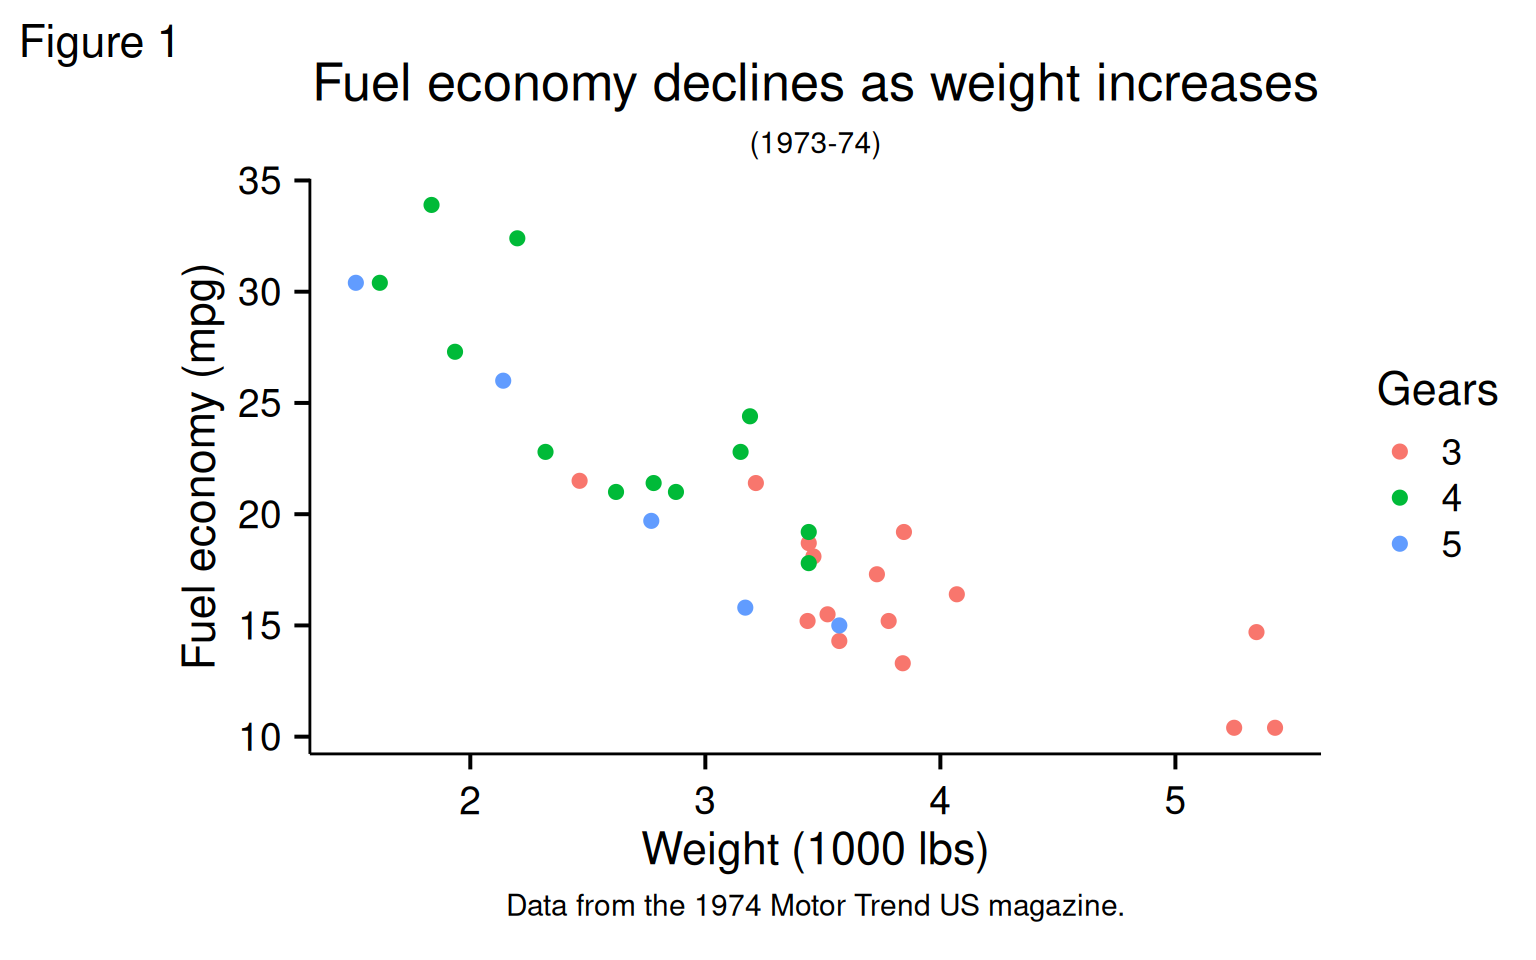 Figure 1
Fuel economy declines as weight increases
(1973-74)
Fuel economy (mpg)
35
30
25
20
15
10
2
3
4
5
Weight (1000 lbs)
Data from the 1974 Motor Trend US magazine.
Gears
3
4
5